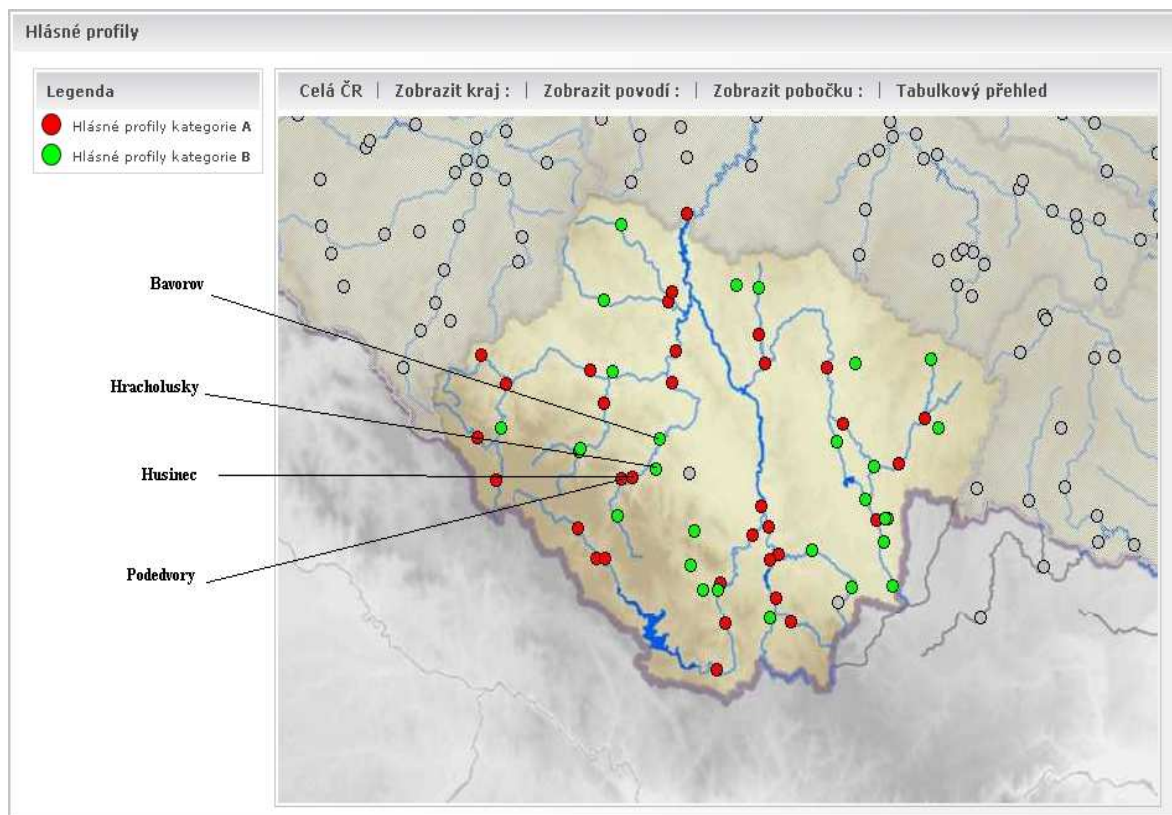 Hlásné profily
Legenda
Hlásné profily kategorie A
Hlásné profily kategorie B
Celá ČR | Zobrazit kraj : | Zobrazit povodí : | Zobrazit pobočku : | Tabulkový přehled
Bavorov
Hracholusky
Husinec
Podedvory